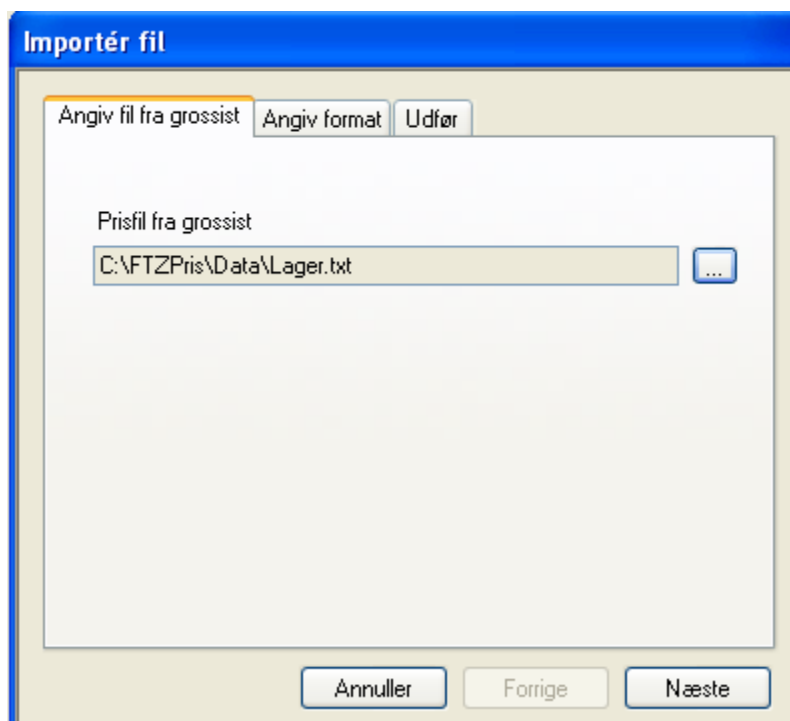 Importér fil
Angiv fil fra grossist Angiv format Udfør
Prisfil fra grossist
C:\FTZPris\Data\Lager.txt ...
Annuller Forrige Næste